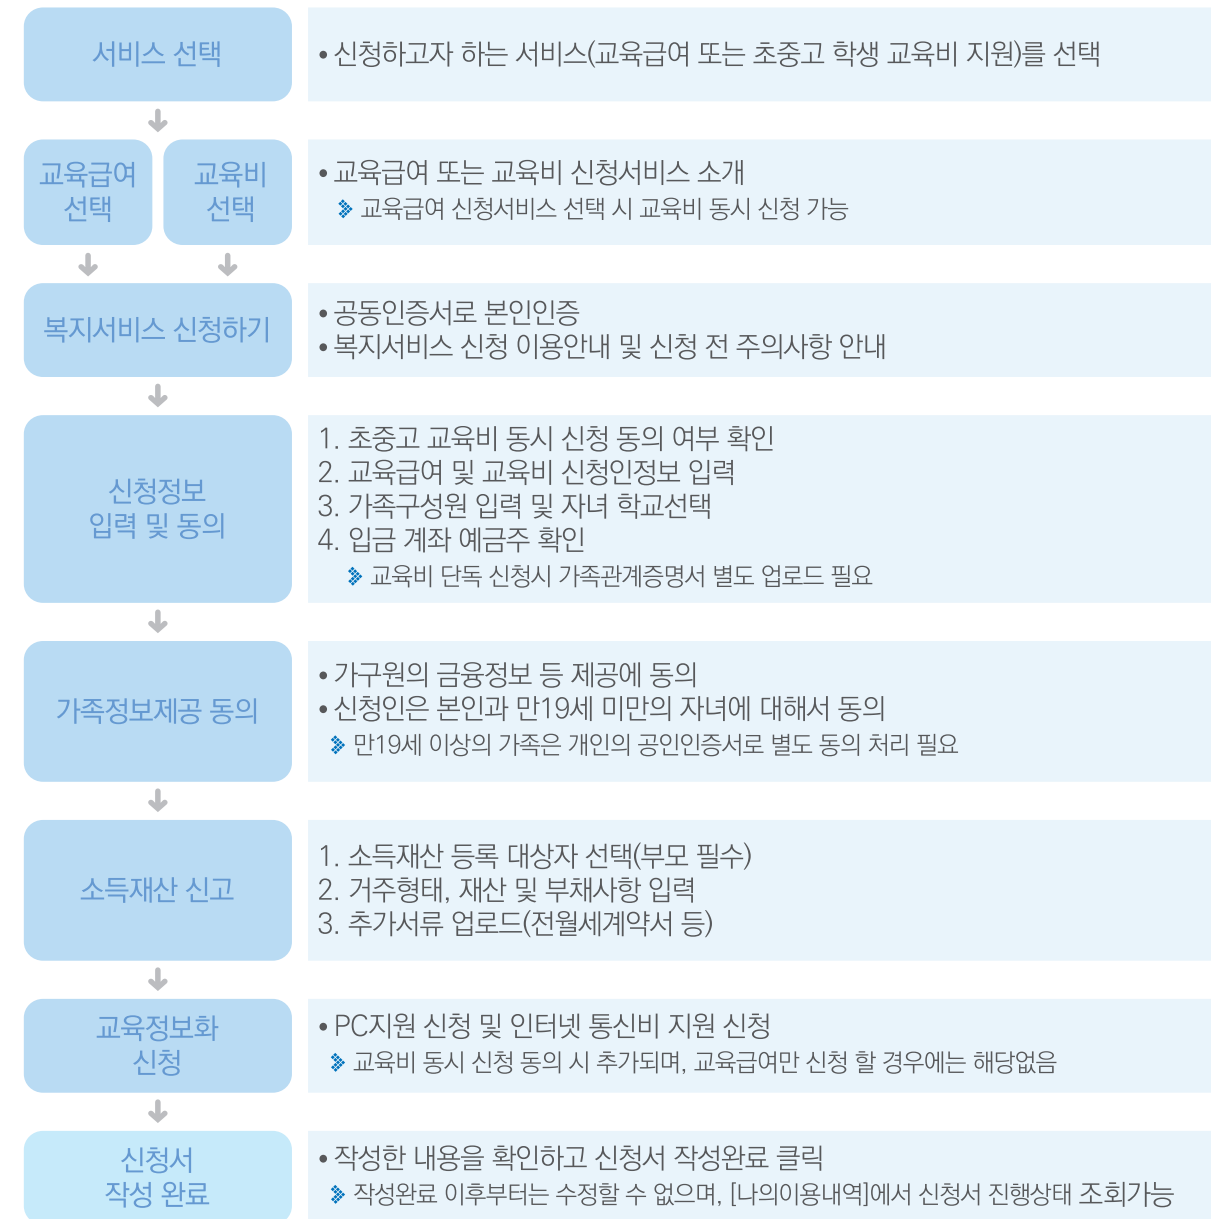 서비스 선택
• 신청하고자 하는 서비스(교육급여 또는 초중고 학생 교육비 지원)를 선택
교육급여
선택
교육비
선택
• 교육급여 또는 교육비 신청서비스 소개
교육급여 신청서비스 선택 시 교육비 동시 신청 가능
복지서비스 신청하기
• 공동인증서로 본인인증
• 복지서비스 신청 이용안내 및 신청 전 주의사항 안내
신청정보
입력 및 동의
1. 초중고 교육비 동시 신청 동의 여부 확인
2. 교육급여 및 교육비 신청인정보 입력
3. 가족구성원 입력 및 자녀 학교선택
4. 입금 계좌 예금주 확인
교육비 단독 신청시 가족관계증명서 별도 업로드 필요
가족정보제공 동의
• 가구원의 금융정보 등 제공에 동의
• 신청인은 본인과 만19세 미만의 자녀에 대해서 동의
만19세 이상의 가족은 개인의 공인인증서로 별도 동의 처리 필요
소득재산 신고
1. 소득재산 등록 대상자 선택(부모 필수)
2. 거주형태, 재산 및 부채사항 입력
3. 추가서류 업로드(전월세계약서 등)
교육정보화
신청
• PC지원 신청 및 인터넷 통신비 지원 신청
교육비 동시 신청 동의 시 추가되며, 교육급여만 신청 할 경우에는 해당없음
신청서
작성 완료
• 작성한 내용을 확인하고 신청서 작성완료 클릭
작성완료 이후부터는 수정할 수 없으며, [나의이용내역]에서 신청서 진행상태 조회가능